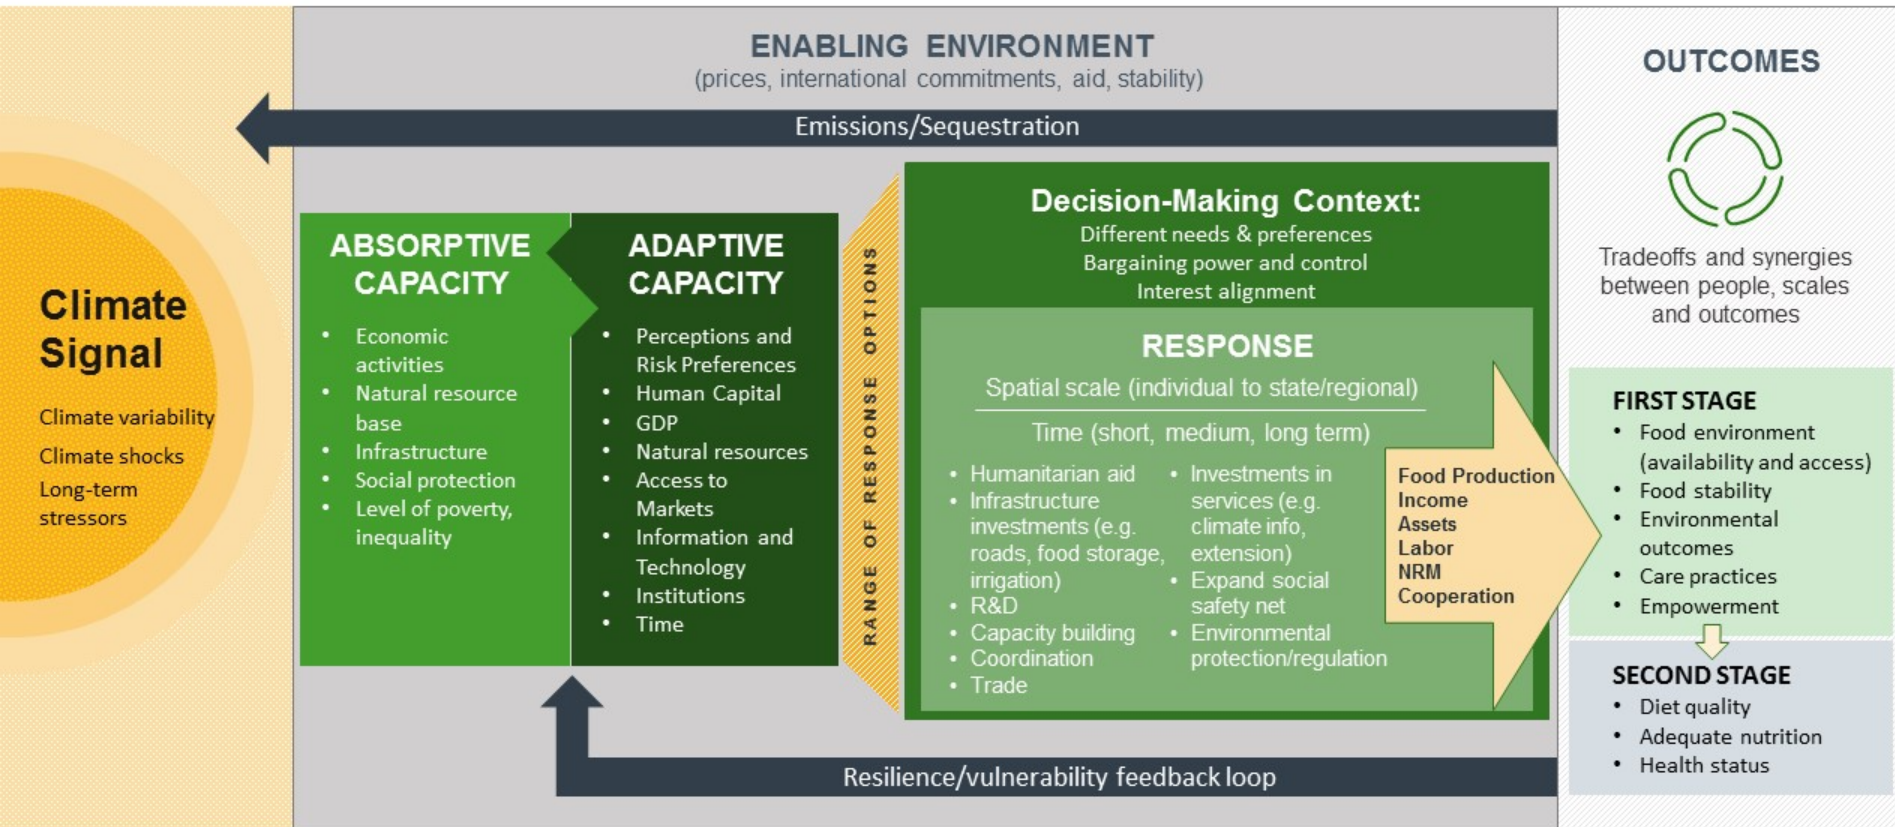 ENABLING ENVIRONMENT
(prices, international commitments, aid, stability)
Emissions/Sequestration
Climate
Signal
Climate variability
Climate shocks
Long-term
stressors
ABSORPTIVE
CAPACITY
• Economic
activities
• Natural resource
base
• Infrastructure
• Social protection
• Level of poverty,
inequality
ADAPTIVE
CAPACITY
• Perceptions and
Risk Preferences
• Human Capital
• GDP
• Natural resources
• Access to
Markets
• Information and
Technology
• Institutions
• Time
RANGE OF RESPONSE OPTIONS
Decision-Making Context:
Different needs & preferences
Bargaining power and control
Interest alignment
RESPONSE
Spatial scale (individual to state/regional)
Time (short, medium, long term)
• Humanitarian aid
• Infrastructure
investments (e.g.
roads, food storage,
irrigation)
• R&D
• Capacity building
• Coordination
• Trade
• Investments in
services (e.g.
climate info,
extension)
• Expand social
safety net
• Environmental
protection/regulation
Food Production
Income
Assets
Labor
NRM
Cooperation
Resilience/vulnerability feedback loop
OUTCOMES
Tradeoffs and synergies
between people, scales
and outcomes
FIRST STAGE
• Food environment
(availability and access)
• Food stability
• Environmental
outcomes
• Care practices
• Empowerment
SECOND STAGE
• Diet quality
• Adequate nutrition
• Health status